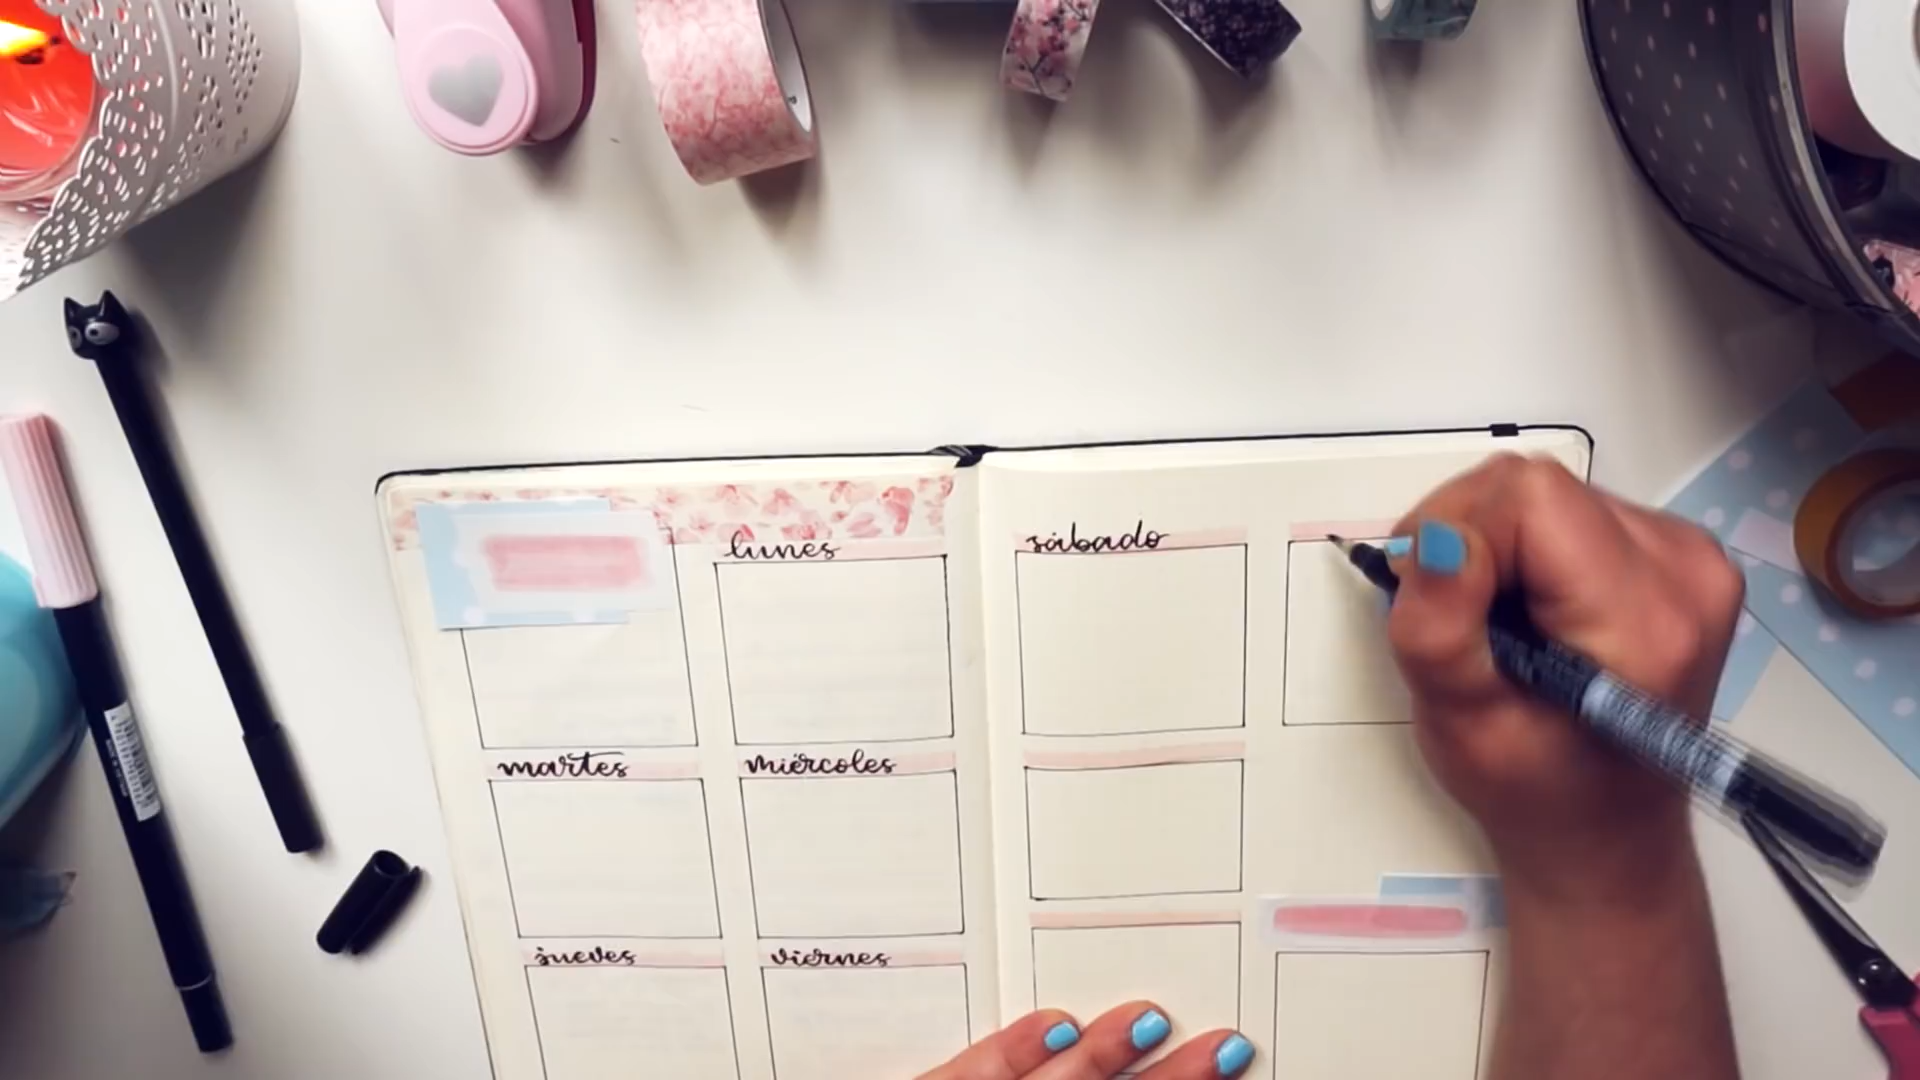 lunes
martes
miércoles
jueves
viernes
sábado